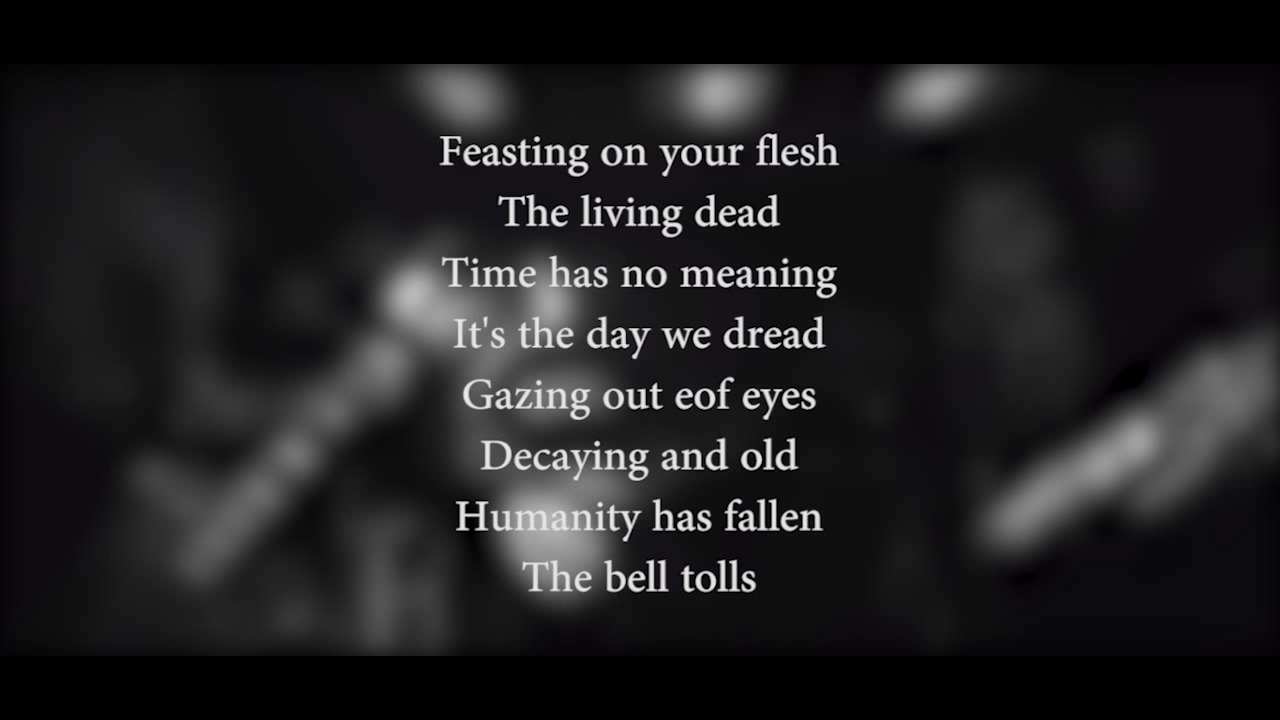 Feasting on your flesh
The living dead
Time has no meaning
It's the day we dread
Gazing out eof eyes
Decaying and old
Humanity has fallen
The bell tolls